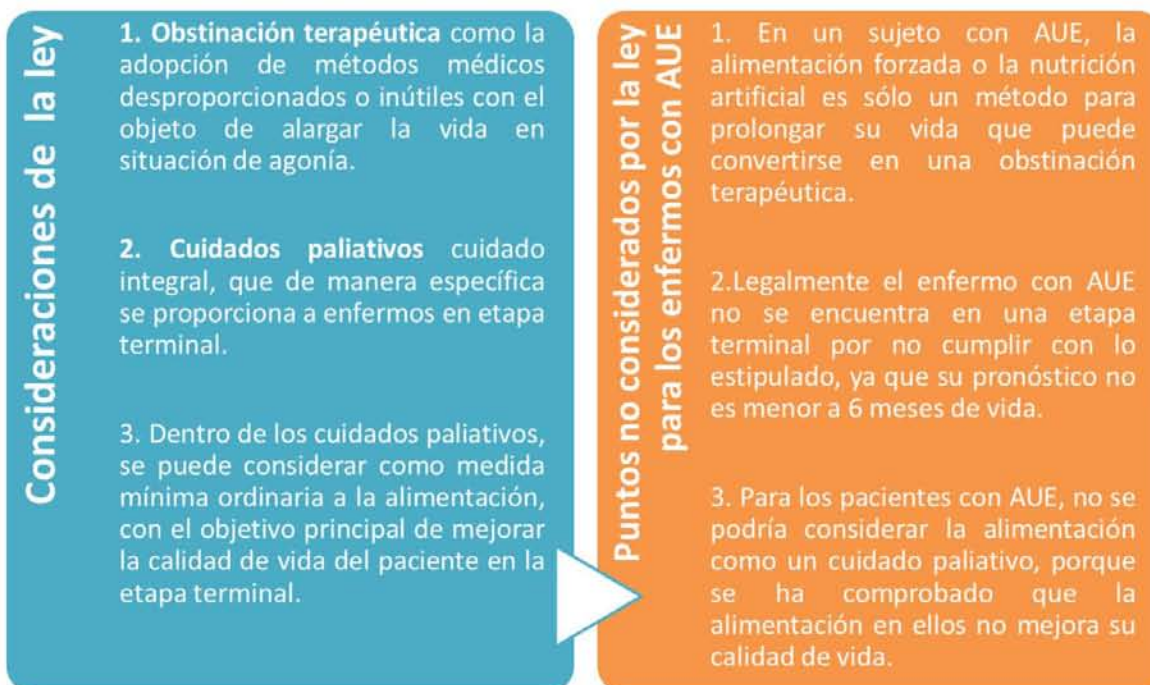 Consideraciones de la ley
1. Obstinación terapéutica como la
adopción de métodos médicos
desproporcionados o inútiles con el
objeto de alargar la vida en
situación de agonía.
2. Cuidados paliativos cuidado
integral, que de manera específica
se proporciona a enfermos en etapa
terminal.
3. Dentro de los cuidados paliativos,
se puede considerar como medida
mínima ordinaria a la alimentación,
con el objetivo principal de mejorar
la calidad de vida del paciente en la
etapa terminal.
Puntos no considerados por la ley
para los enfermos con AUE
1. En un sujeto con AUE, la
alimentación forzada o la nutrición
artificial es sólo un método para
prolongar su vida que puede
convertirse en una obstinación
terapéutica.
2.Legalmente el enfermo con AUE
no se encuentra en una etapa
terminal por no cumplir con lo
estipulado, ya que su pronóstico no
es menor a 6 meses de vida.
3. Para los pacientes con AUE, no se
podría considerar la alimentación
como un cuidado paliativo, porque
se ha comprobado que la
alimentación en ellos no mejora su
calidad de vida.